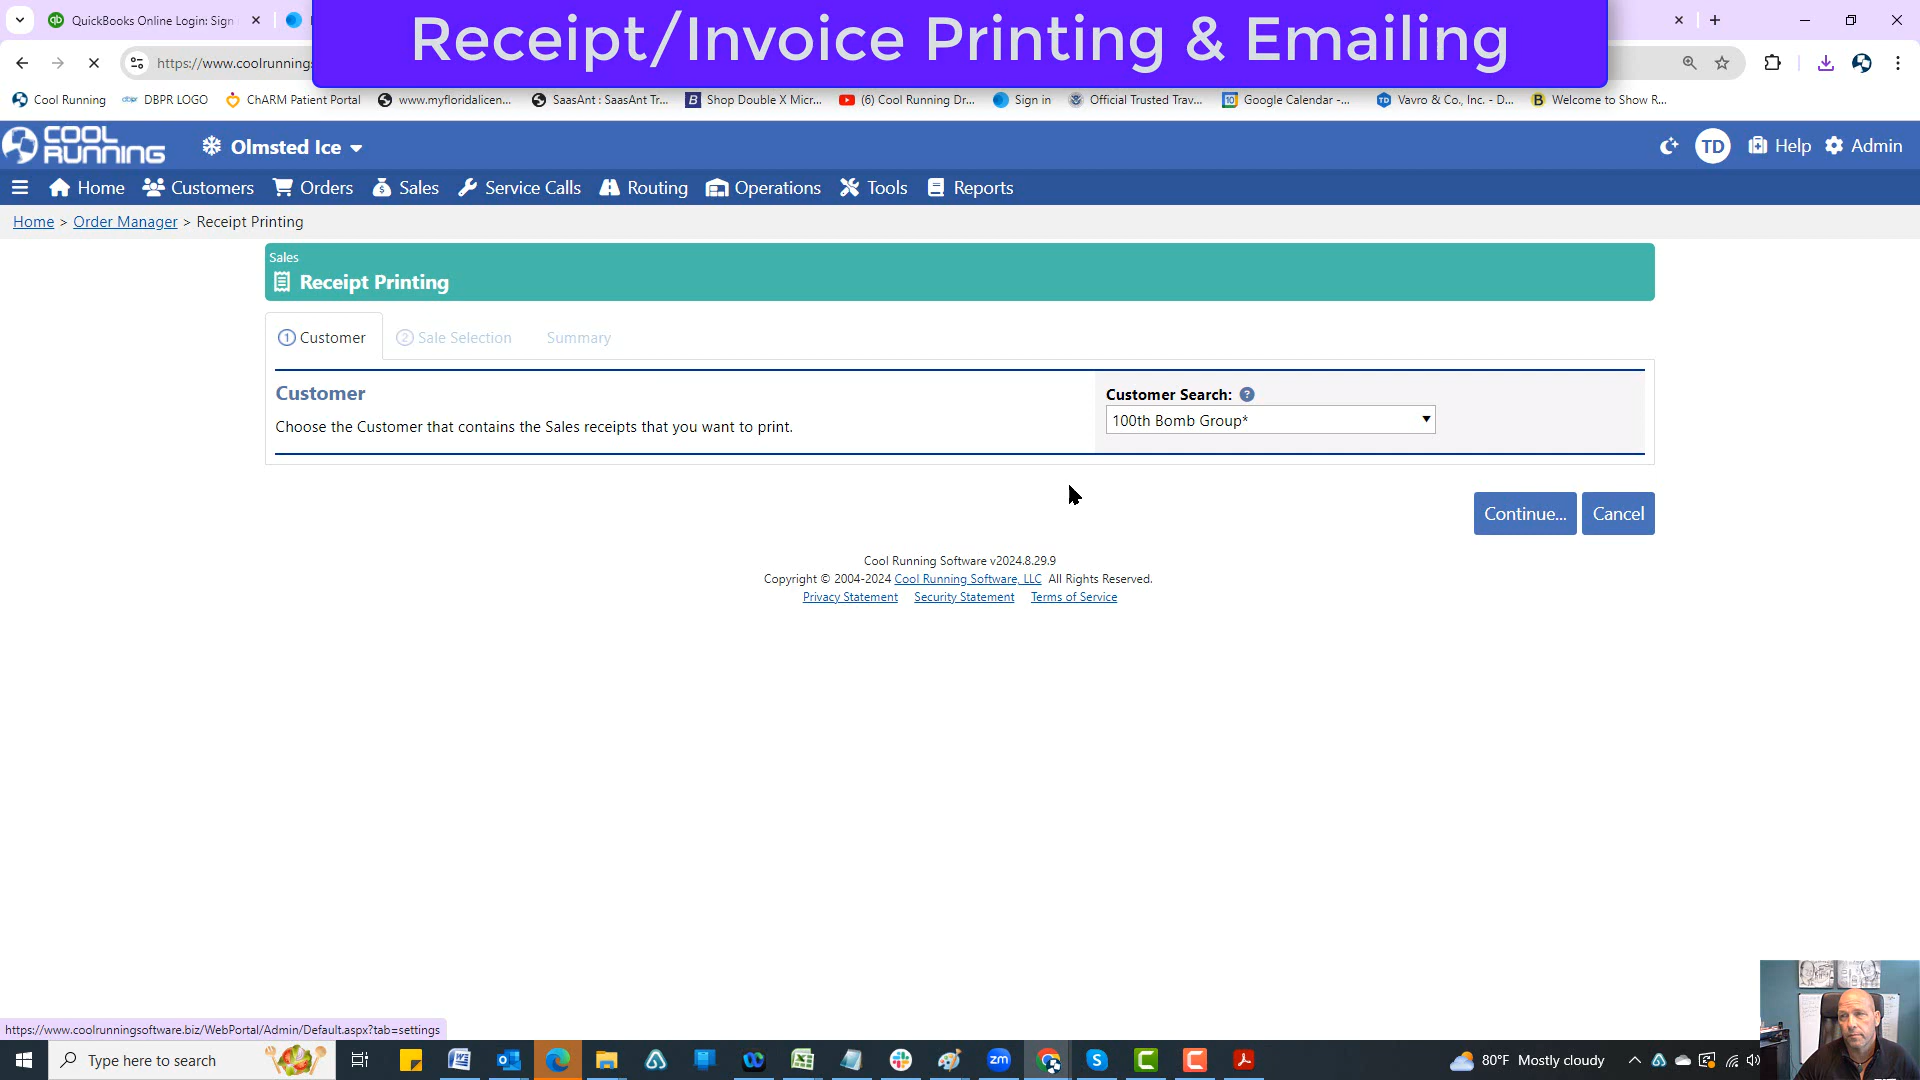 QuickBooks Online Login: Sign
Receipt/Invoice Printing & Emailing
https://www.coolrunnings
Cool Running
DBPR LOGO
ChARM Patient Portal
www.myfloridalicen...
SaasAnt : SaasAnt Tr...
Shop Double X Micr...
(6) Cool Running Dr...
Sign in
Official Trusted Trav...
Google Calendar -...
Vavro & Co., Inc. - D...
Welcome to Show R...
COOL RUNNING
Olmsted Ice
TD
Help
Admin
Home
Customers
Orders
Sales
Service Calls
Routing
Operations
Tools
Reports
Home > Order Manager > Receipt Printing
Sales
Receipt Printing
1 Customer
2 Sale Selection
Summary
Customer
Choose the Customer that contains the Sales receipts that you want to print.
Customer Search: ?
100th Bomb Group*
Continue...
Cancel
Cool Running Software v2024.8.29.9
Copyright © 2004-2024 Cool Running Software, LLC All Rights Reserved.
Privacy Statement Security Statement Terms of Service
https://www.coolrunningsoftware.biz/WebPortal/Admin/Default.aspx?tab=settings
Type here to search
80°F Mostly cloudy